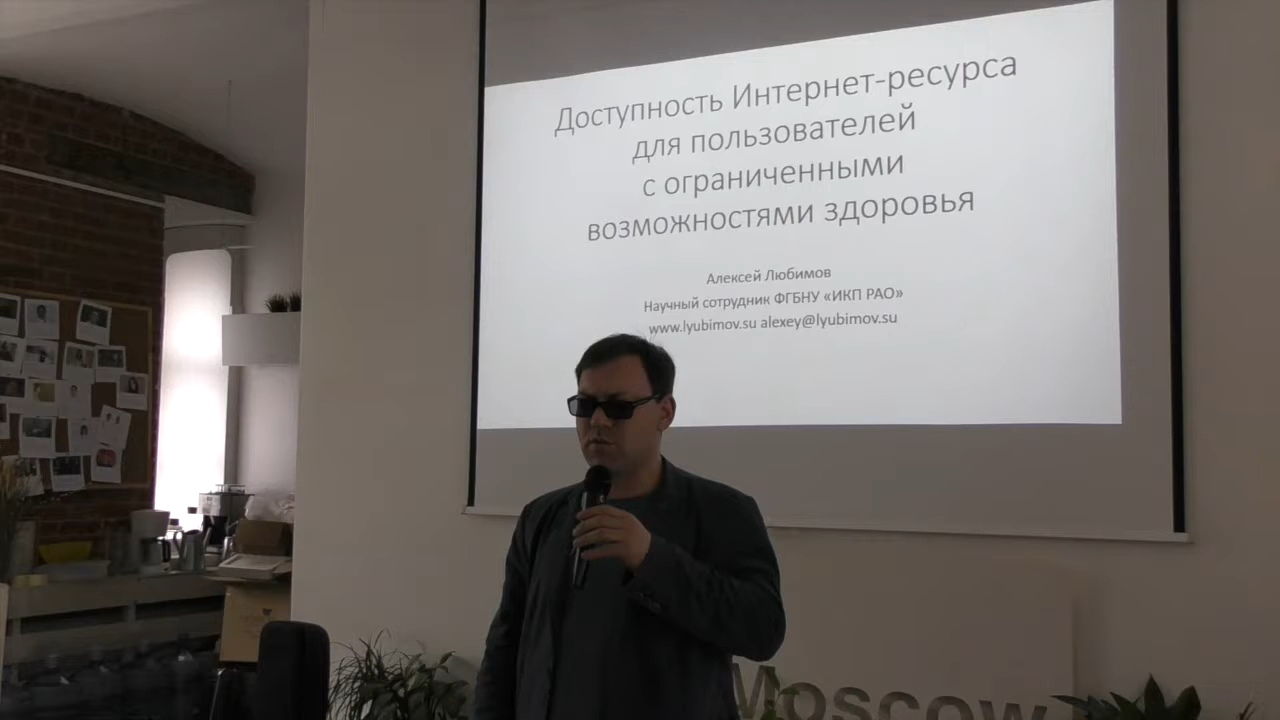 Доступность Интернет-ресурса
для пользователей
с ограниченными
возможностями здоровья
Алексей Любимов
Научный сотрудник ФГБНУ «ИКП РАО»
www.lyubimov.su alexey@lyubimov.su
Moscow